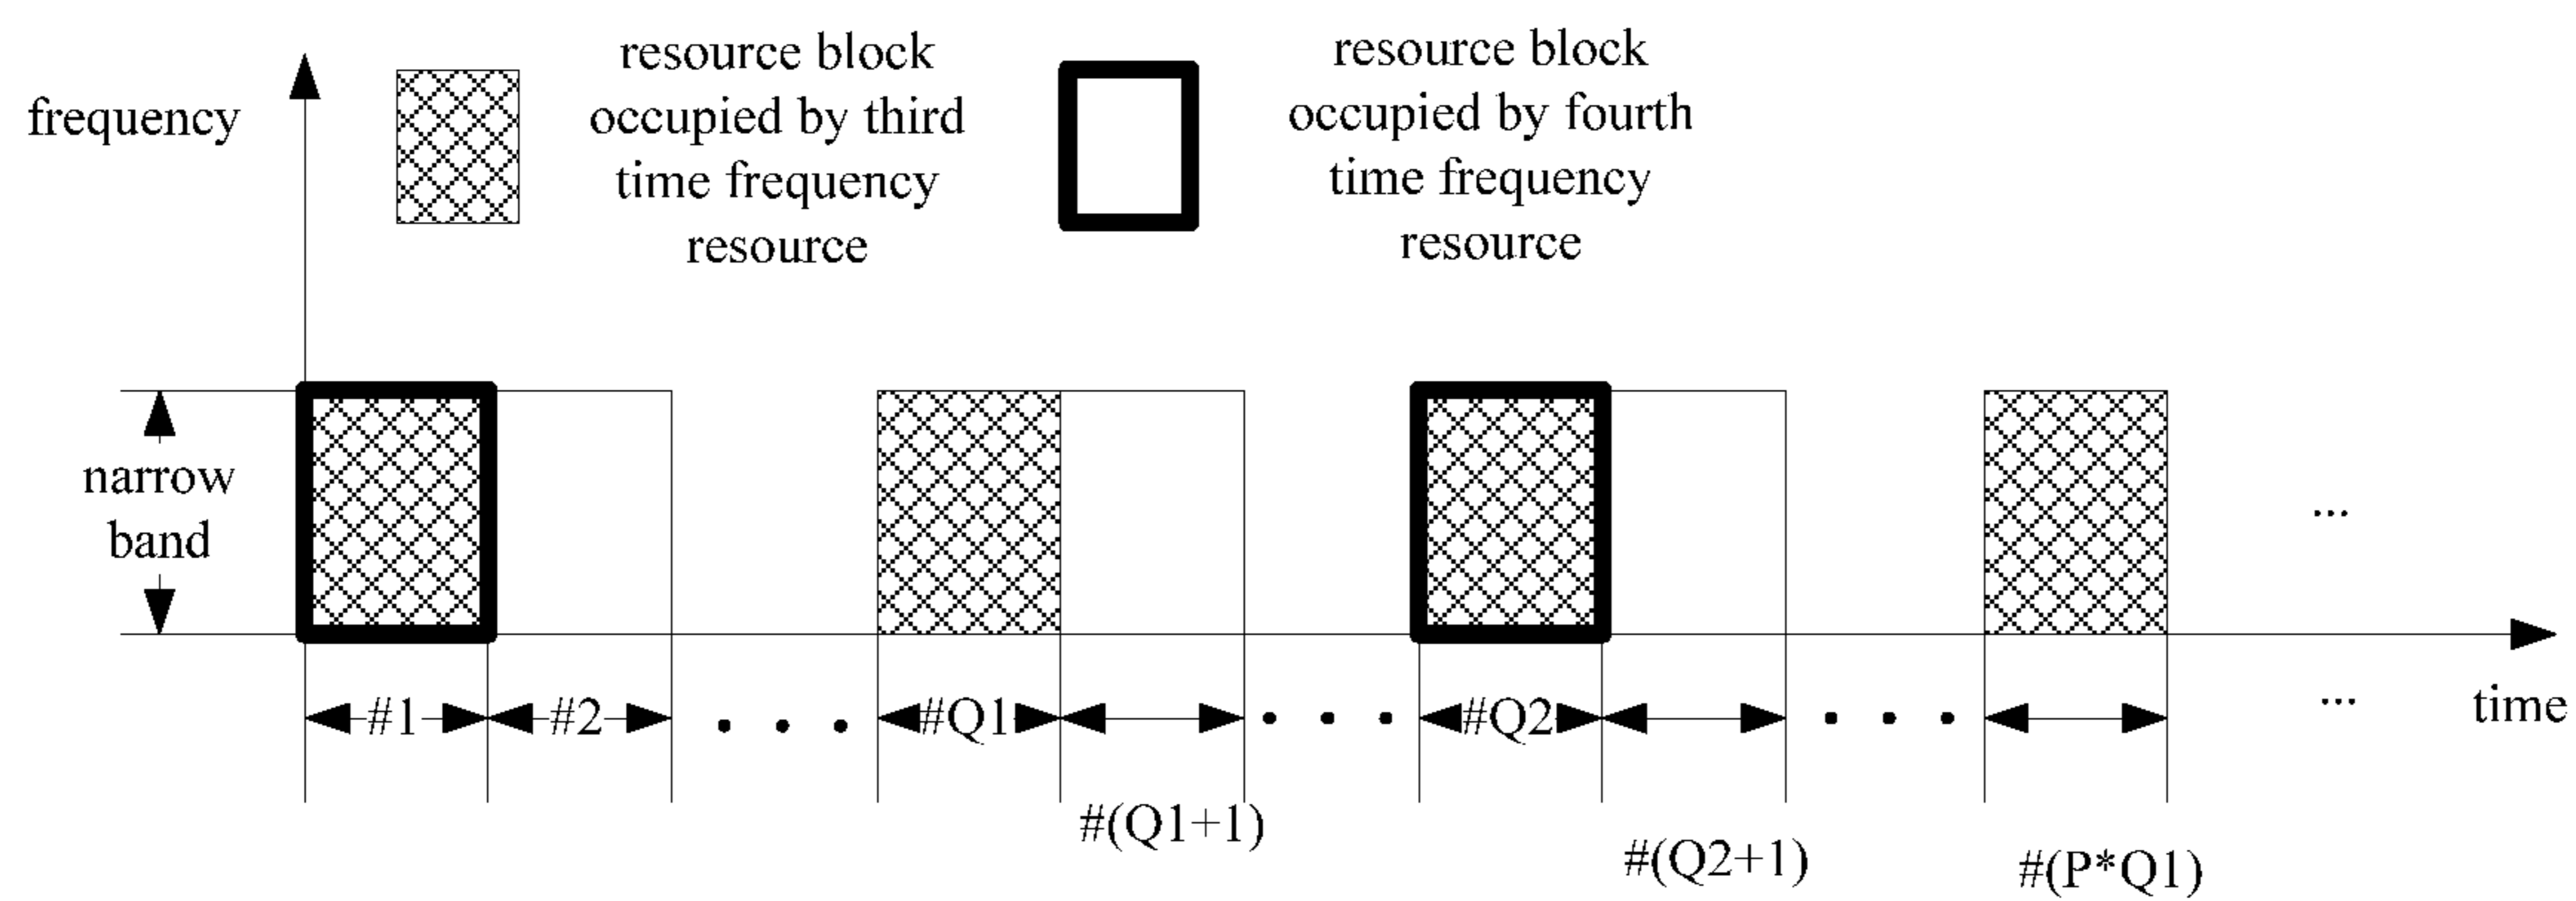 frequency
resource block
occupied by third
time frequency
resource
resource block
occupied by fourth
time frequency
resource
narrow
band
...
#1
#2
. . .
#Q1
#(Q1+1)
. . .
#Q2
#(Q2+1)
. . .
#(P*Q1)
...
time